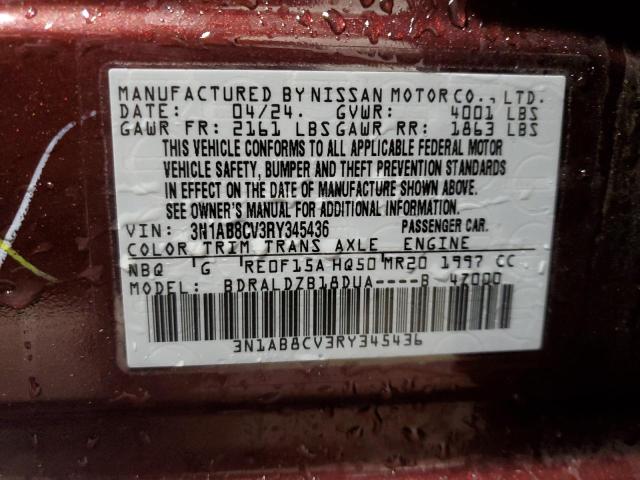 MANUFACTURED BY NISSAN MOTOR CO., LTD.
DATE: 04/24. GVWR: 4001 LBS
GAWR FR: 2161 LBS GAWR RR: 1863 LBS
THIS VEHICLE CONFORMS TO ALL APPLICABLE FEDERAL MOTOR
VEHICLE SAFETY, BUMPER AND THEFT PREVENTION STANDARDS
IN EFFECT ON THE DATE OF MANUFACTURE SHOWN ABOVE.
SEE OWNER'S MANUAL FOR ADDITIONAL INFORMATION.
VIN: 3N1AB8CV3RY345436 PASSENGER CAR.
COLOR TRIM TRANS AXLE ENGINE
NBQ G RE0F15A HQ50 MR20 1997 CC
MODEL: BDRALDZB18DUA----B 47000
3N1AB8CV3RY345436